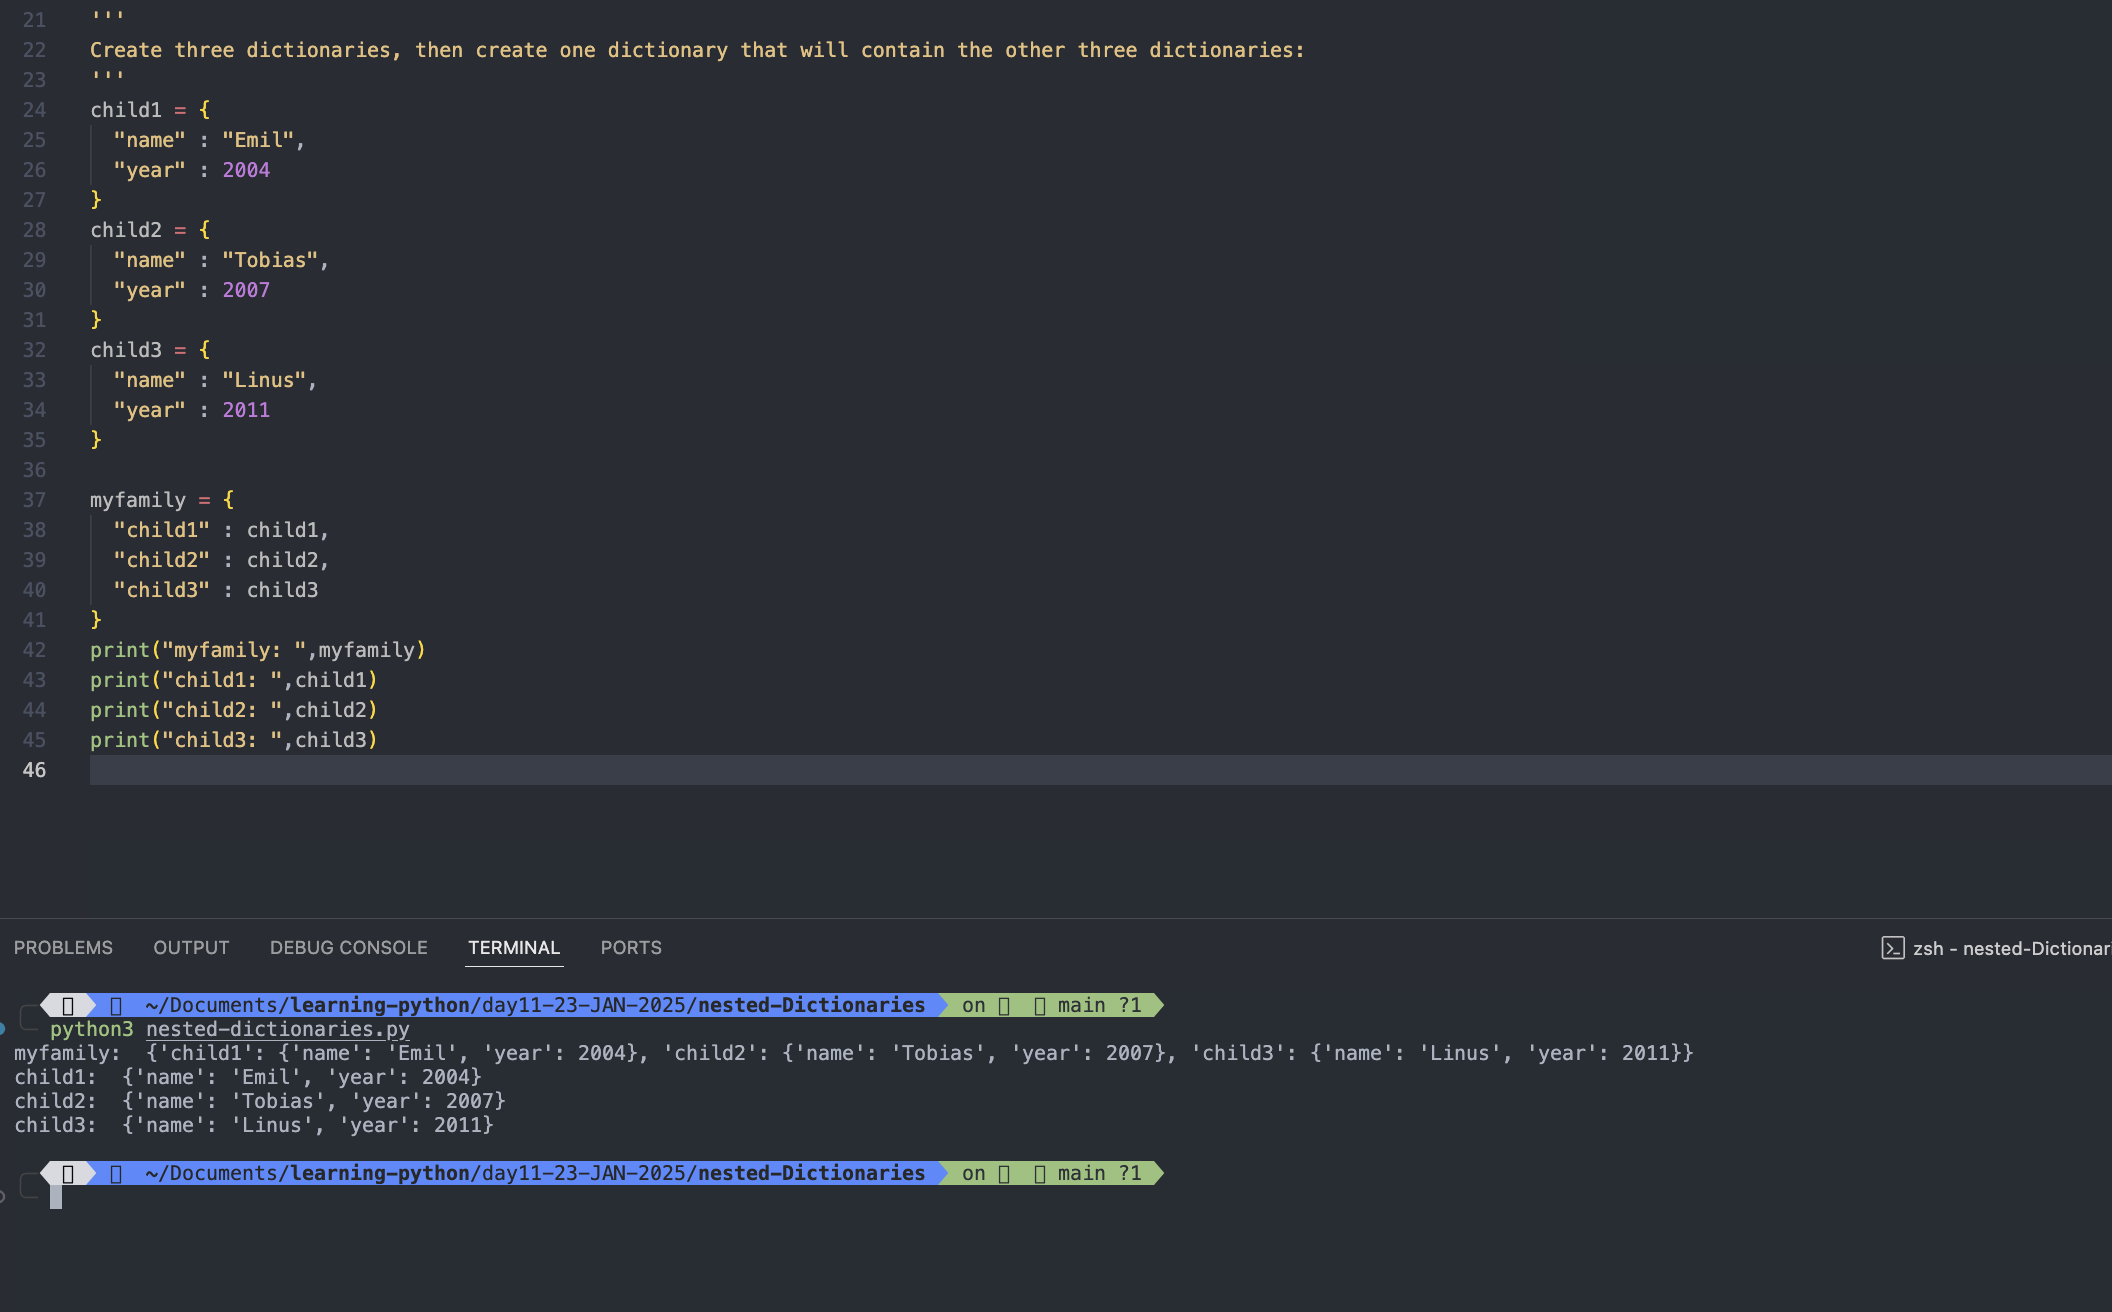 21 '''
22 Create three dictionaries, then create one dictionary that will contain the other three dictionaries:
23 '''
24 child1 = {
25   "name" : "Emil",
26   "year" : 2004
27 }
28 child2 = {
29   "name" : "Tobias",
30   "year" : 2007
31 }
32 child3 = {
33   "name" : "Linus",
34   "year" : 2011
35 }
36
37 myfamily = {
38   "child1" : child1,
39   "child2" : child2,
40   "child3" : child3
41 }
42 print("myfamily: ",myfamily)
43 print("child1: ",child1)
44 print("child2: ",child2)
45 print("child3: ",child3)
46
PROBLEMS OUTPUT DEBUG CONSOLE TERMINAL PORTS zsh - nested-Dictionar
~/Documents/learning-python/day11-23-JAN-2025/nested-Dictionaries on main ?1
python3 nested-dictionaries.py
myfamily:  {'child1': {'name': 'Emil', 'year': 2004}, 'child2': {'name': 'Tobias', 'year': 2007}, 'child3': {'name': 'Linus', 'year': 2011}}
child1:  {'name': 'Emil', 'year': 2004}
child2:  {'name': 'Tobias', 'year': 2007}
child3:  {'name': 'Linus', 'year': 2011}
~/Documents/learning-python/day11-23-JAN-2025/nested-Dictionaries on main ?1